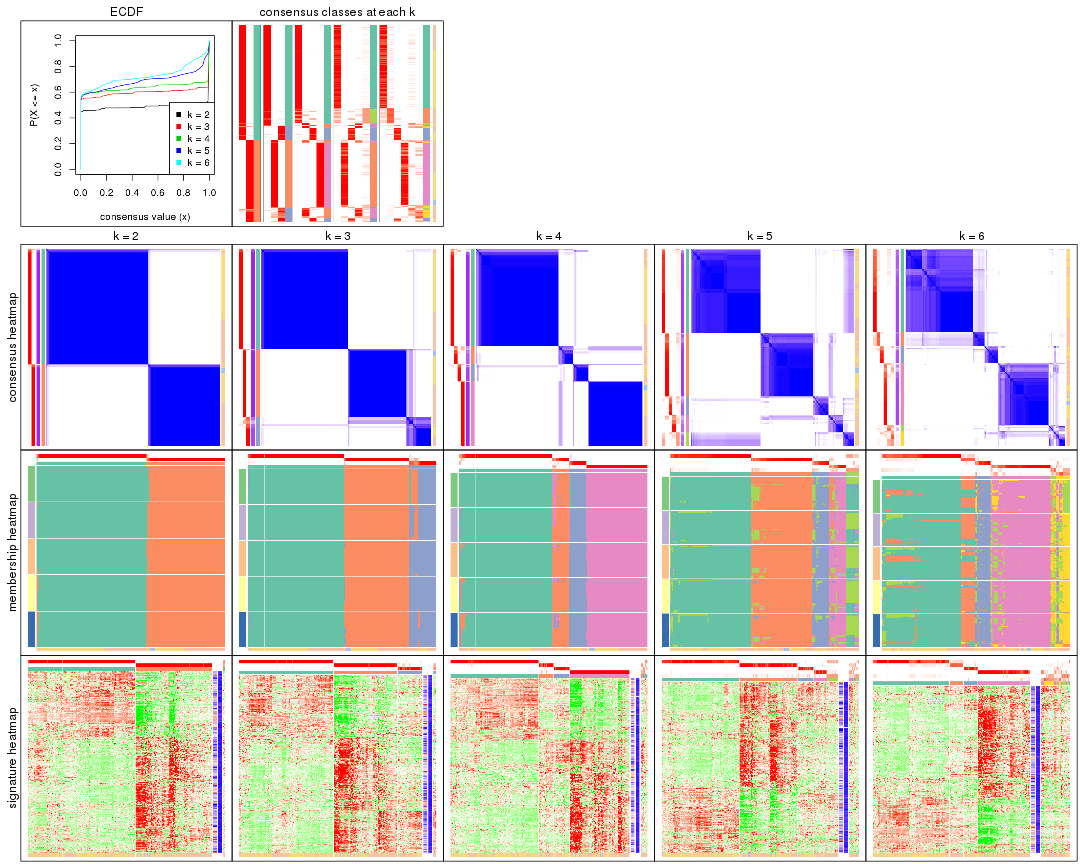 ECDF
consensus classes at each k
P(X <= x)
0.0
0.2
0.4
0.6
0.8
1.0
k = 2
k = 3
k = 4
k = 5
k = 6
0.0 0.2 0.4 0.6 0.8 1.0
consensus value (x)
k = 2
k = 3
k = 4
k = 5
k = 6
consensus heatmap
membership heatmap
signature heatmap